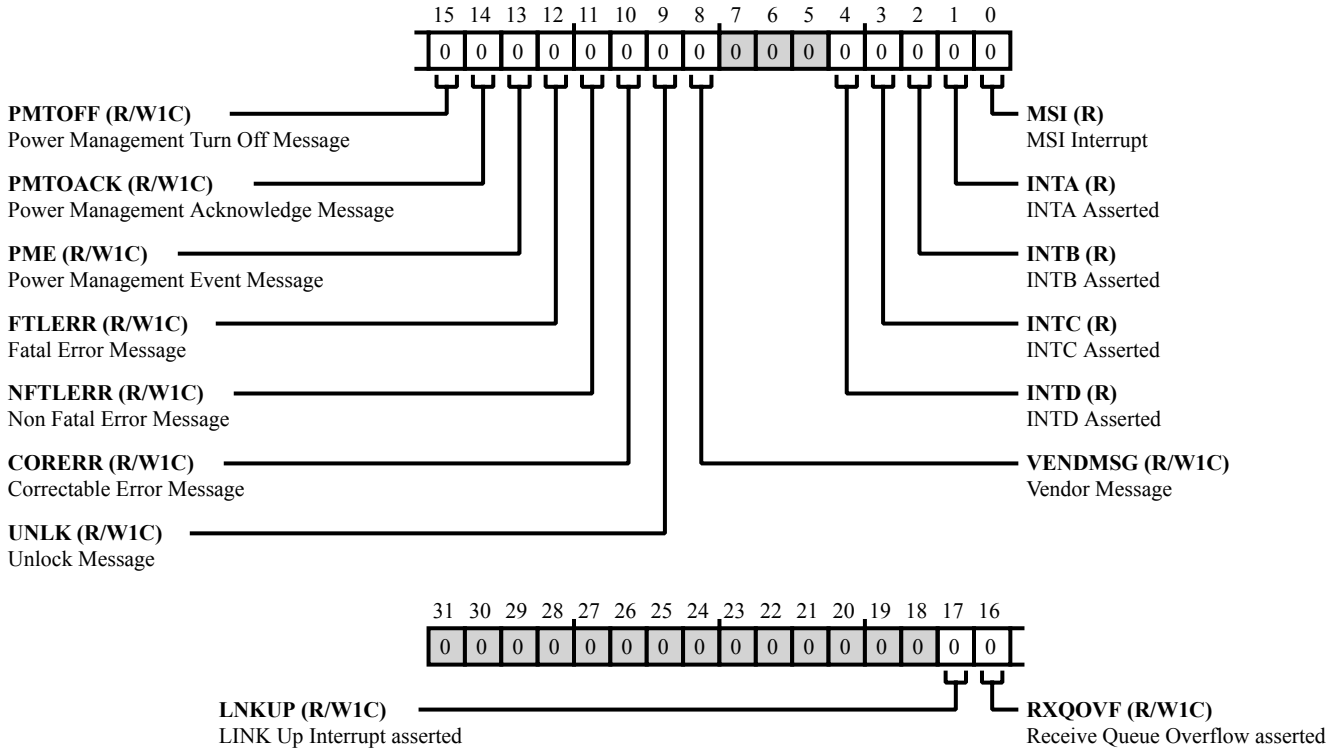 15 14 13 12 11 10 9 8 7 6 5 4 3 2 1 0
0 0 0 0 0 0 0 0 0 0 0 0 0 0 0 0
PMTOFF (R/W1C)
Power Management Turn Off Message
PMTOACK (R/W1C)
Power Management Acknowledge Message
PME (R/W1C)
Power Management Event Message
FTLERR (R/W1C)
Fatal Error Message
NFTLERR (R/W1C)
Non Fatal Error Message
CORERR (R/W1C)
Correctable Error Message
UNLK (R/W1C)
Unlock Message
MSI (R)
MSI Interrupt
INTA (R)
INTA Asserted
INTB (R)
INTB Asserted
INTC (R)
INTC Asserted
INTD (R)
INTD Asserted
VENDMSG (R/W1C)
Vendor Message
31 30 29 28 27 26 25 24 23 22 21 20 19 18 17 16
0 0 0 0 0 0 0 0 0 0 0 0 0 0 0 0
LNKUP (R/W1C)
LINK Up Interrupt asserted
RXQOVF (R/W1C)
Receive Queue Overflow asserted